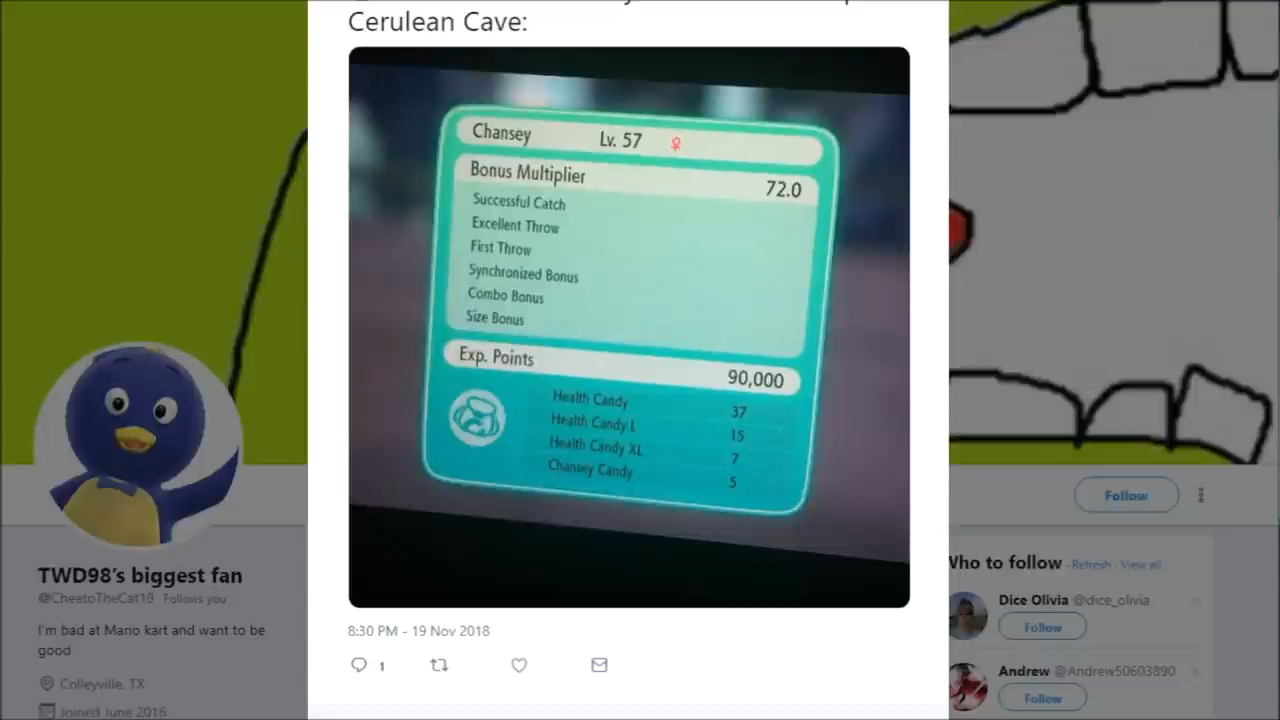 Cerulean Cave:
Chansey Lv. 57 ♀
Bonus Multiplier 72.0
Successful Catch
Excellent Throw
First Throw
Synchronized Bonus
Combo Bonus
Size Bonus
Exp. Points 90,000
Health Candy 37
Health Candy L 15
Health Candy XL 7
Chansey Candy 5
8:30 PM - 19 Nov 2018
1
TWD98's biggest fan
@CheetoTheCat18 Follows you
I'm bad at Mario kart and want to be
good
Colleyville, TX
Joined June 2016
Follow
Who to follow · Refresh · View all
Dice Olivia @dice_olivia
Follow
Andrew @Andrew50603890
Follow